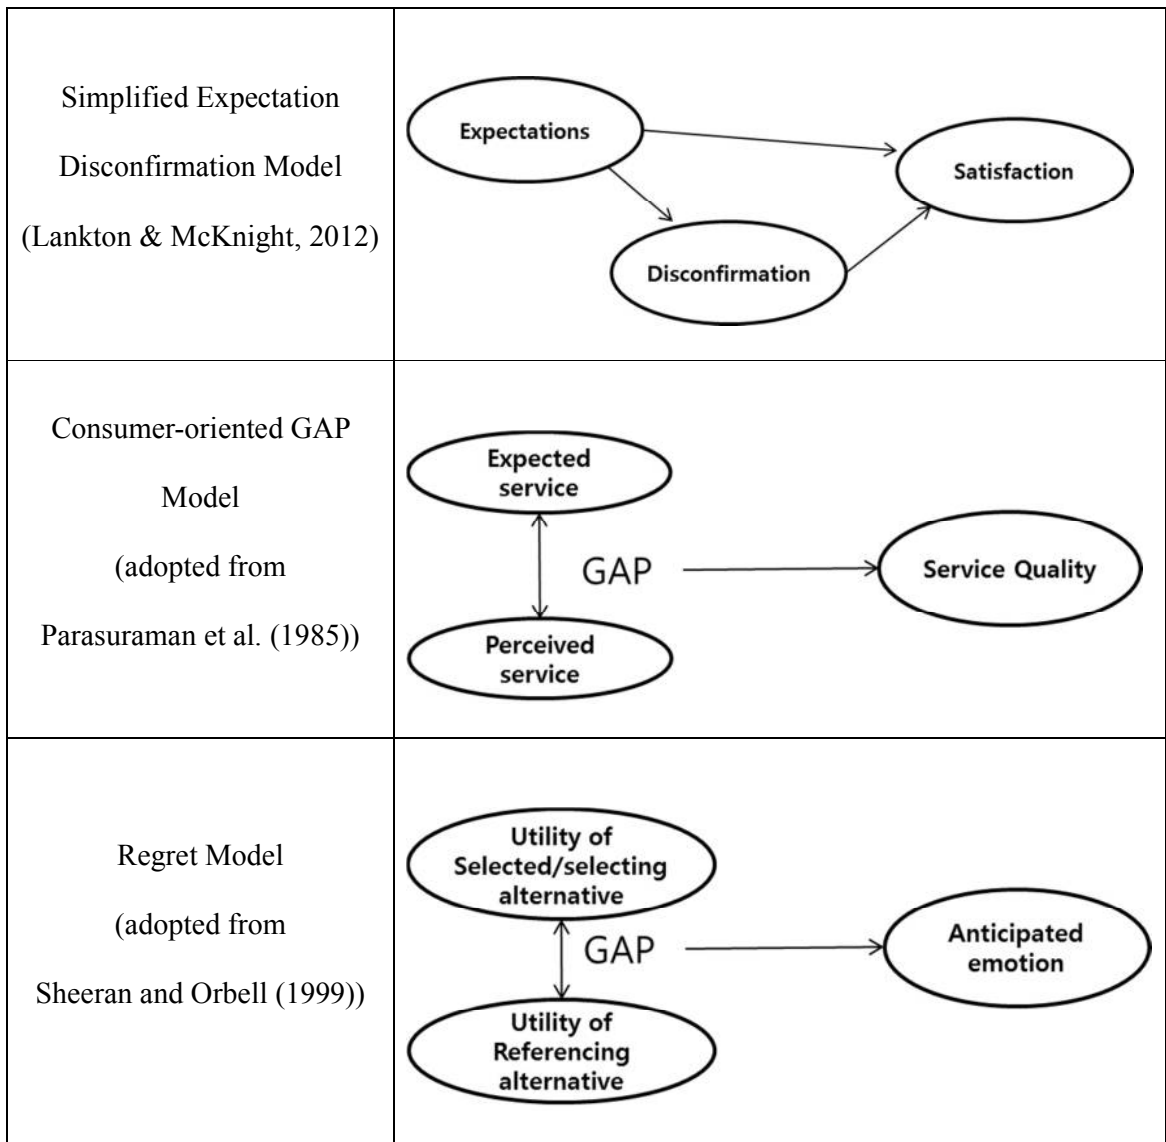 Simplified Expectation
Disconfirmation Model
(Lankton & McKnight, 2012)
Expectations
Satisfaction
Disconfirmation
Consumer-oriented GAP
Model
(adopted from
Parasuraman et al. (1985))
Expected
service
GAP
Service Quality
Perceived
service
Regret Model
(adopted from
Sheeran and Orbell (1999))
Utility of
Selected/selecting
alternative
GAP
Anticipated
emotion
Utility of
Referencing
alternative